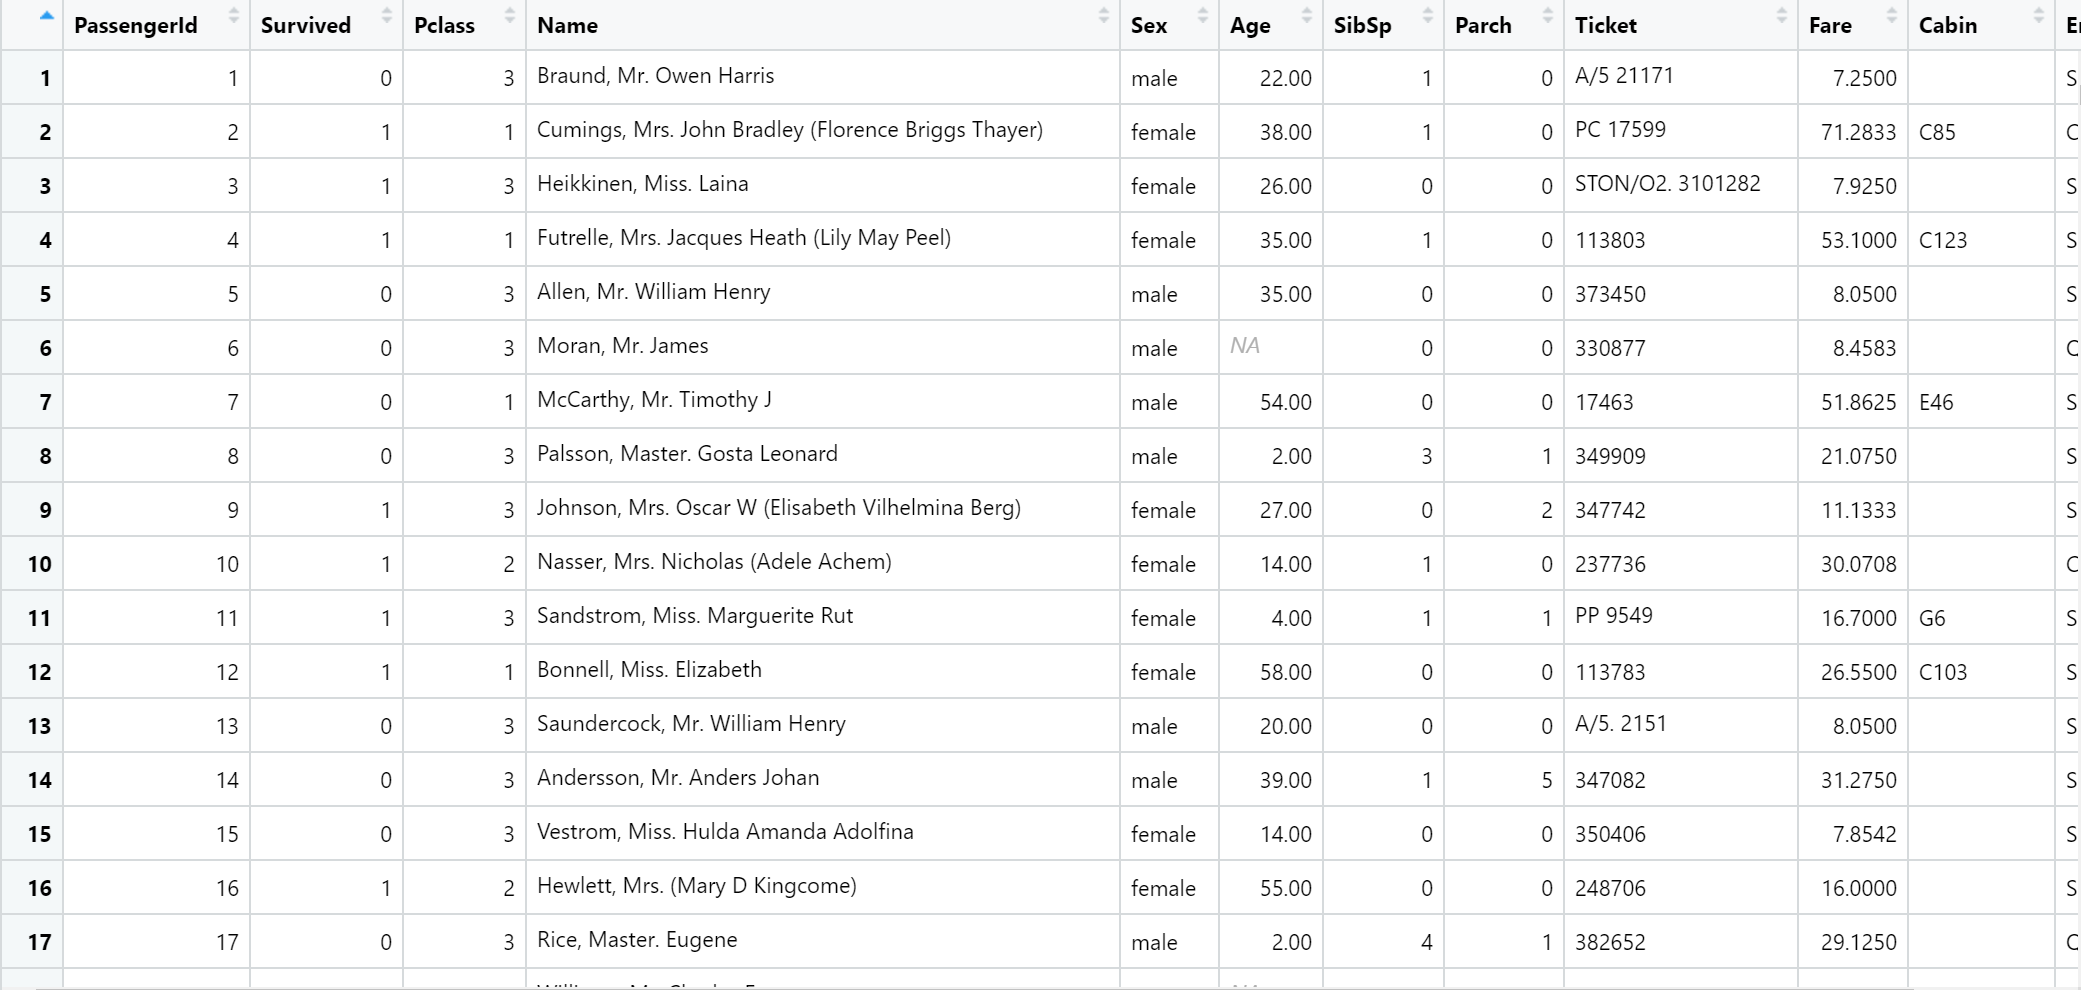 PassengerId Survived Pclass Name Sex Age SibSp Parch Ticket Fare Cabin
1 1 0 3 Braund, Mr. Owen Harris male 22.00 1 0 A/5 21171 7.2500 S
2 2 1 1 Cumings, Mrs. John Bradley (Florence Briggs Thayer) female 38.00 1 0 PC 17599 71.2833 C85 C
3 3 1 3 Heikkinen, Miss. Laina female 26.00 0 0 STON/O2. 3101282 7.9250 S
4 4 1 1 Futrelle, Mrs. Jacques Heath (Lily May Peel) female 35.00 1 0 113803 53.1000 C123 S
5 5 0 3 Allen, Mr. William Henry male 35.00 0 0 373450 8.0500 S
6 6 0 3 Moran, Mr. James male NA 0 0 330877 8.4583 Q
7 7 0 1 McCarthy, Mr. Timothy J male 54.00 0 0 17463 51.8625 E46 S
8 8 0 3 Palsson, Master. Gosta Leonard male 2.00 3 1 349909 21.0750 S
9 9 1 3 Johnson, Mrs. Oscar W (Elisabeth Vilhelmina Berg) female 27.00 0 2 347742 11.1333 S
10 10 1 2 Nasser, Mrs. Nicholas (Adele Achem) female 14.00 1 0 237736 30.0708 C
11 11 1 3 Sandstrom, Miss. Marguerite Rut female 4.00 1 1 PP 9549 16.7000 G6 S
12 12 1 1 Bonnell, Miss. Elizabeth female 58.00 0 0 113783 26.5500 C103 S
13 13 0 3 Saundercock, Mr. William Henry male 20.00 0 0 A/5. 2151 8.0500 S
14 14 0 3 Andersson, Mr. Anders Johan male 39.00 1 5 347082 31.2750 S
15 15 0 3 Vestrom, Miss. Hulda Amanda Adolfina female 14.00 0 0 350406 7.8542 S
16 16 1 2 Hewlett, Mrs. (Mary D Kingcome) female 55.00 0 0 248706 16.0000 S
17 17 0 3 Rice, Master. Eugene male 2.00 4 1 382652 29.1250 Q